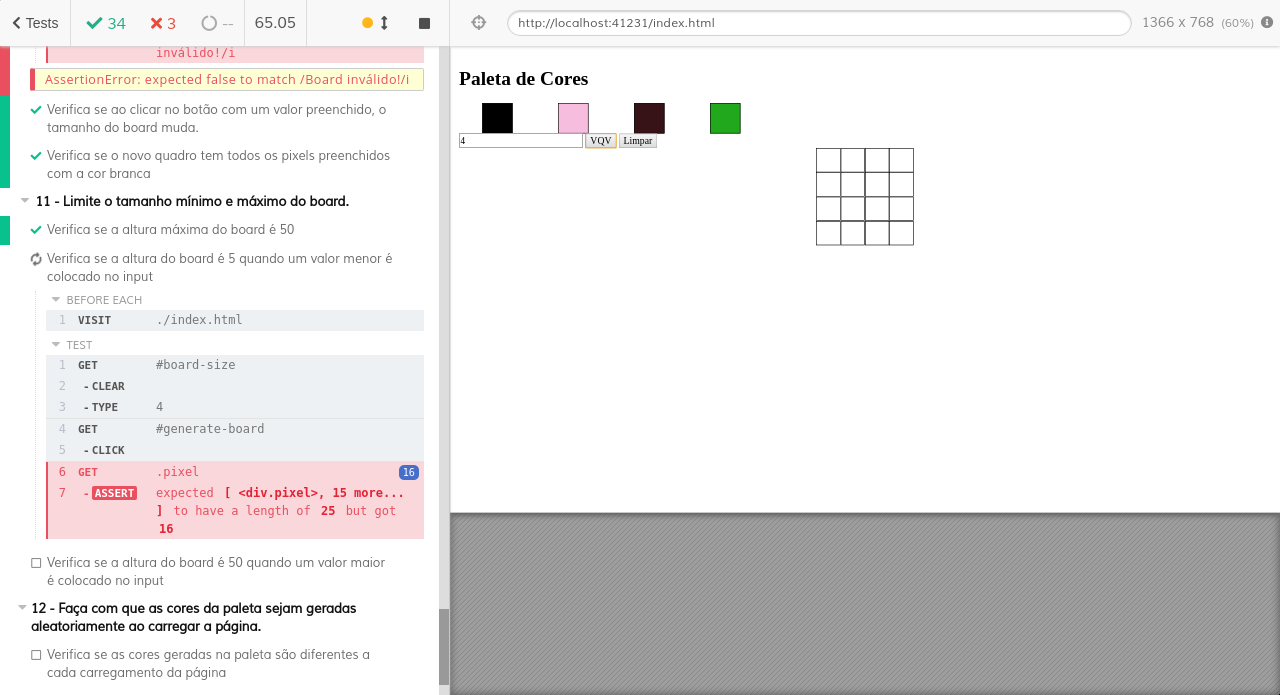 Tests 34 3 -- 65.05
inválido!/i
AssertionError: expected false to match /Board inválido!/i
Verifica se ao clicar no botão com um valor preenchido, o
tamanho do board muda.
Verifica se o novo quadro tem todos os pixels preenchidos
com a cor branca
11 - Limite o tamanho mínimo e máximo do board.
Verifica se a altura máxima do board é 50
Verifica se a altura do board é 5 quando um valor menor é
colocado no input
BEFORE EACH
1 VISIT ./index.html
TEST
1 GET #board-size
2 - CLEAR
3 - TYPE 4
4 GET #generate-board
5 - CLICK
6 GET .pixel 16
7 - ASSERT expected [ <div.pixel>, 15 more...
] to have a length of 25 but got
16
Verifica se a altura do board é 50 quando um valor maior
é colocado no input
12 - Faça com que as cores da paleta sejam geradas
aleatoriamente ao carregar a página.
Verifica se as cores geradas na paleta são diferentes a
cada carregamento da página
http://localhost:41231/index.html 1366 x 768 (60%)
Paleta de Cores
4 VQV Limpar